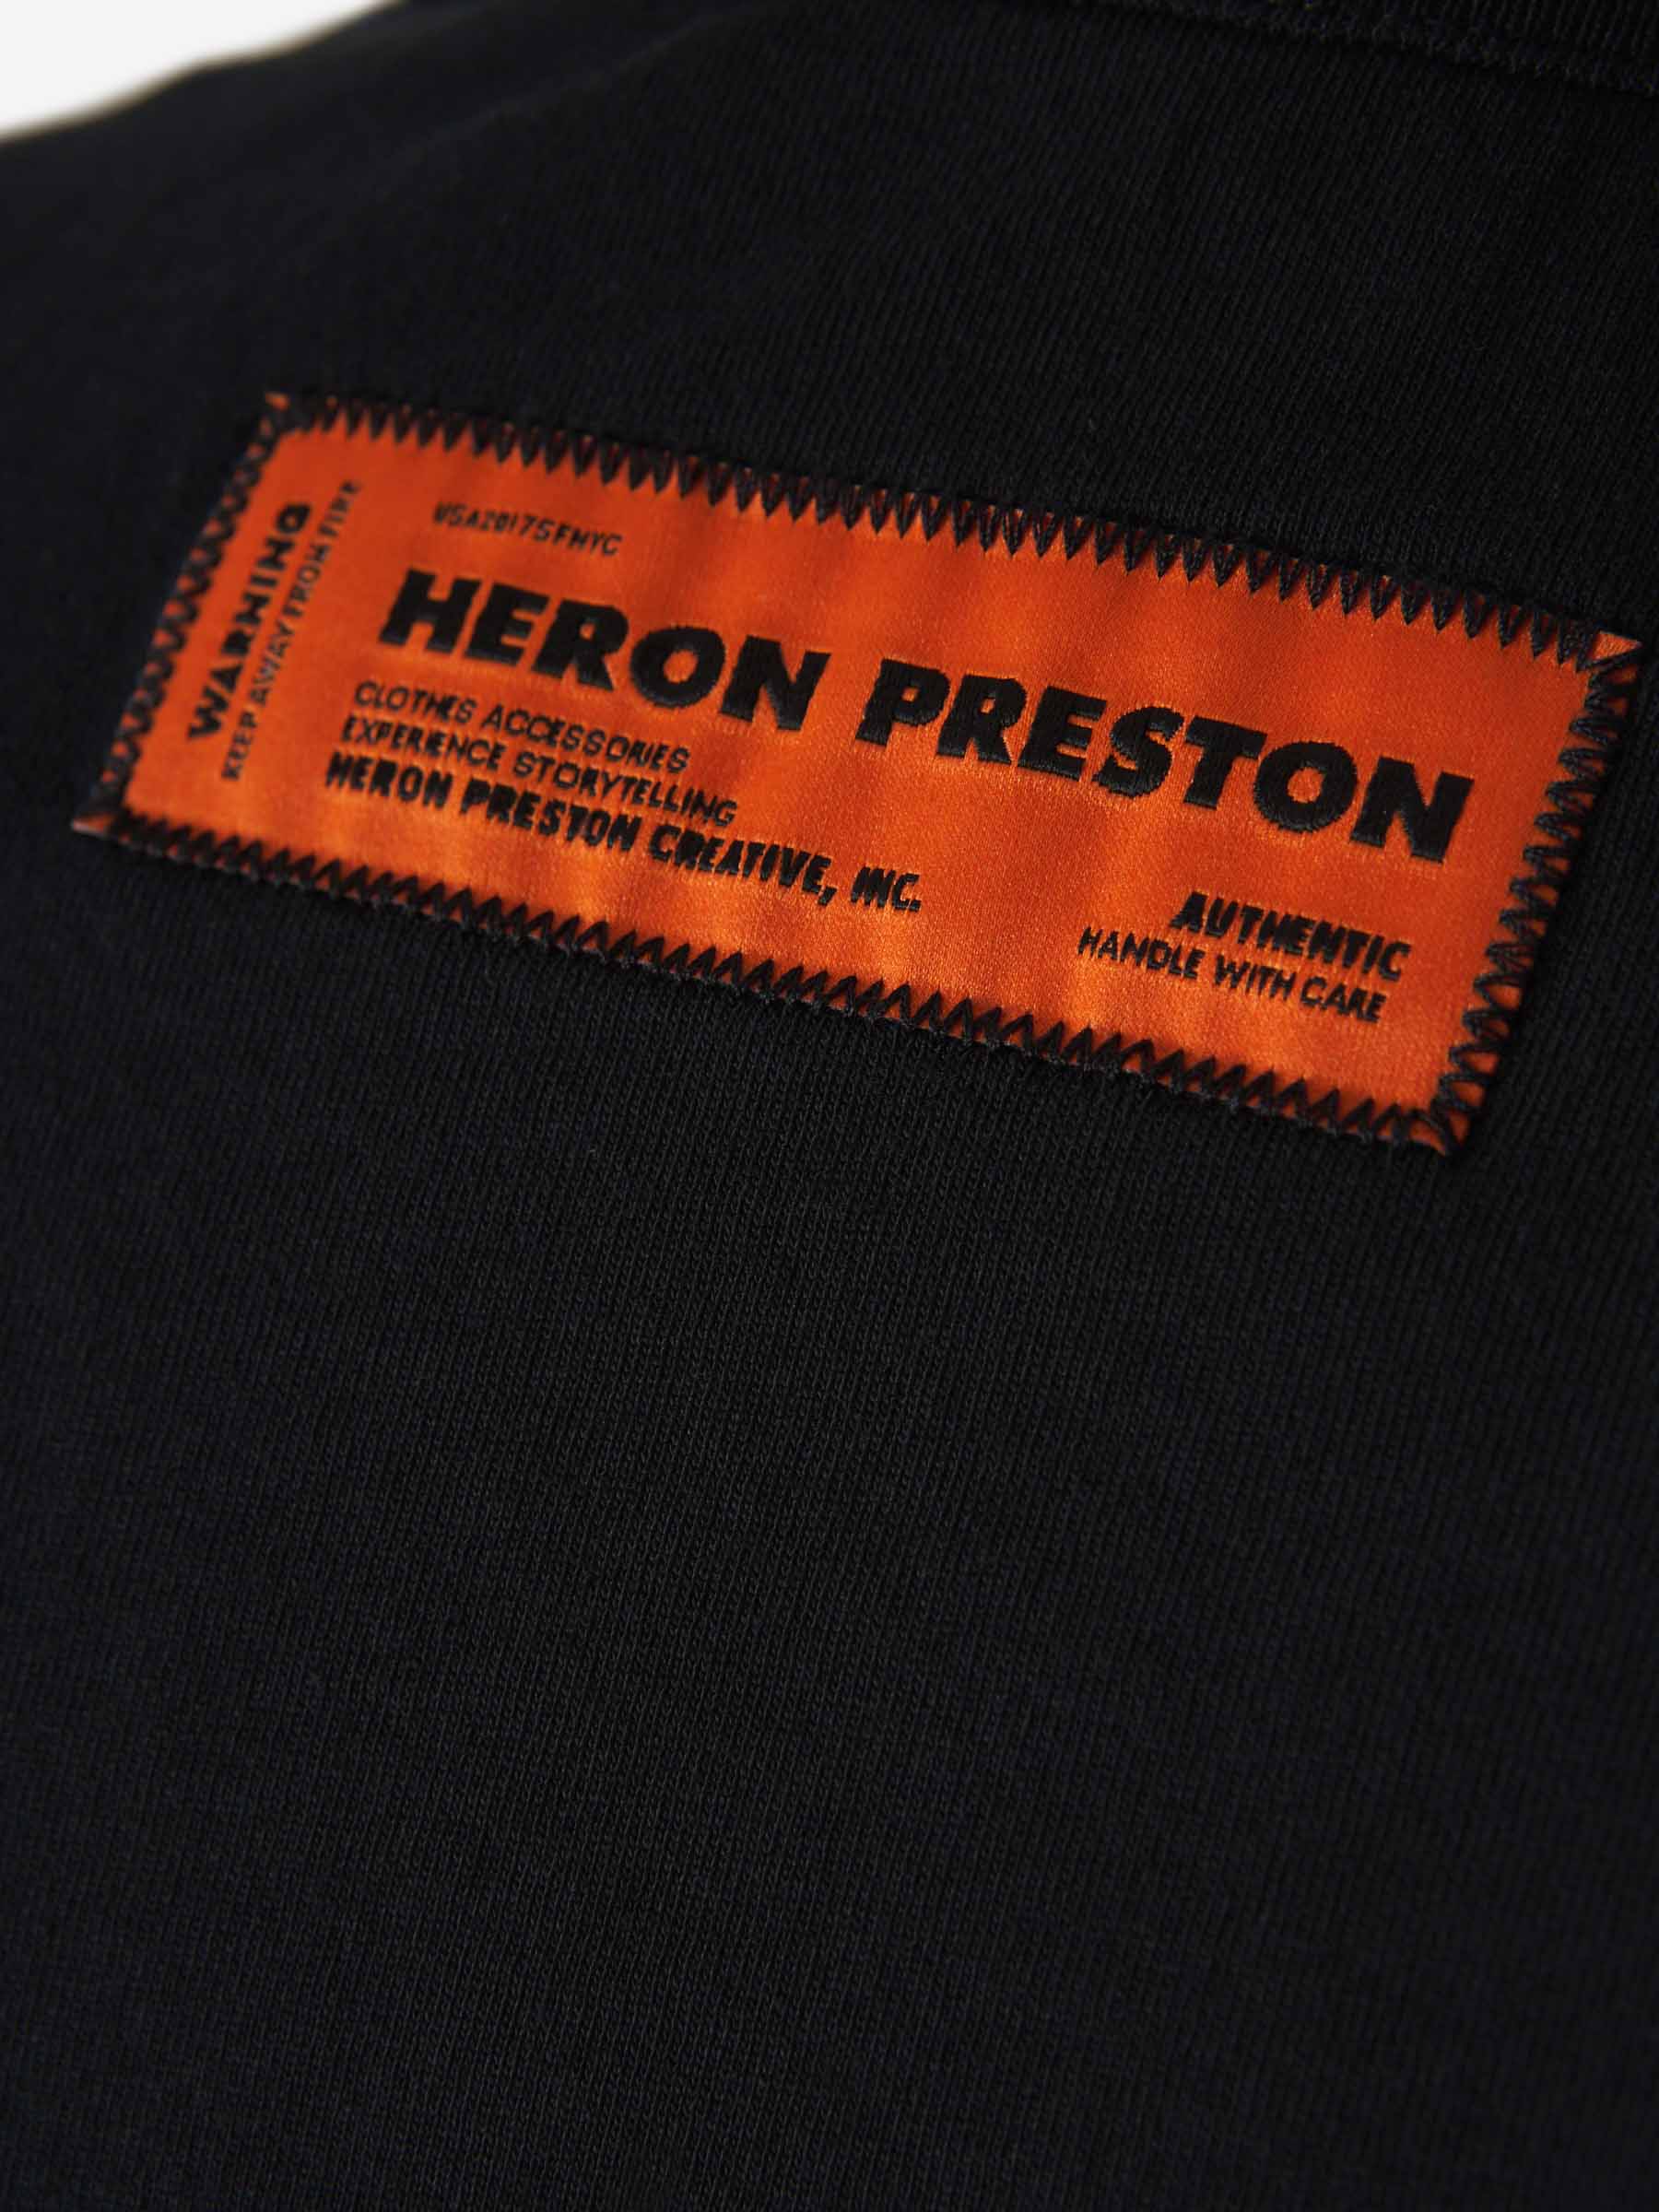 WARNING
KEEP AWAY FROM FIRE
USA2017SFNYC
HERON PRESTON
CLOTHES ACCESSORIES
EXPERIENCE STORYTELLING
HERON PRESTON CREATIVE, INC.
AUTHENTIC
HANDLE WITH CARE